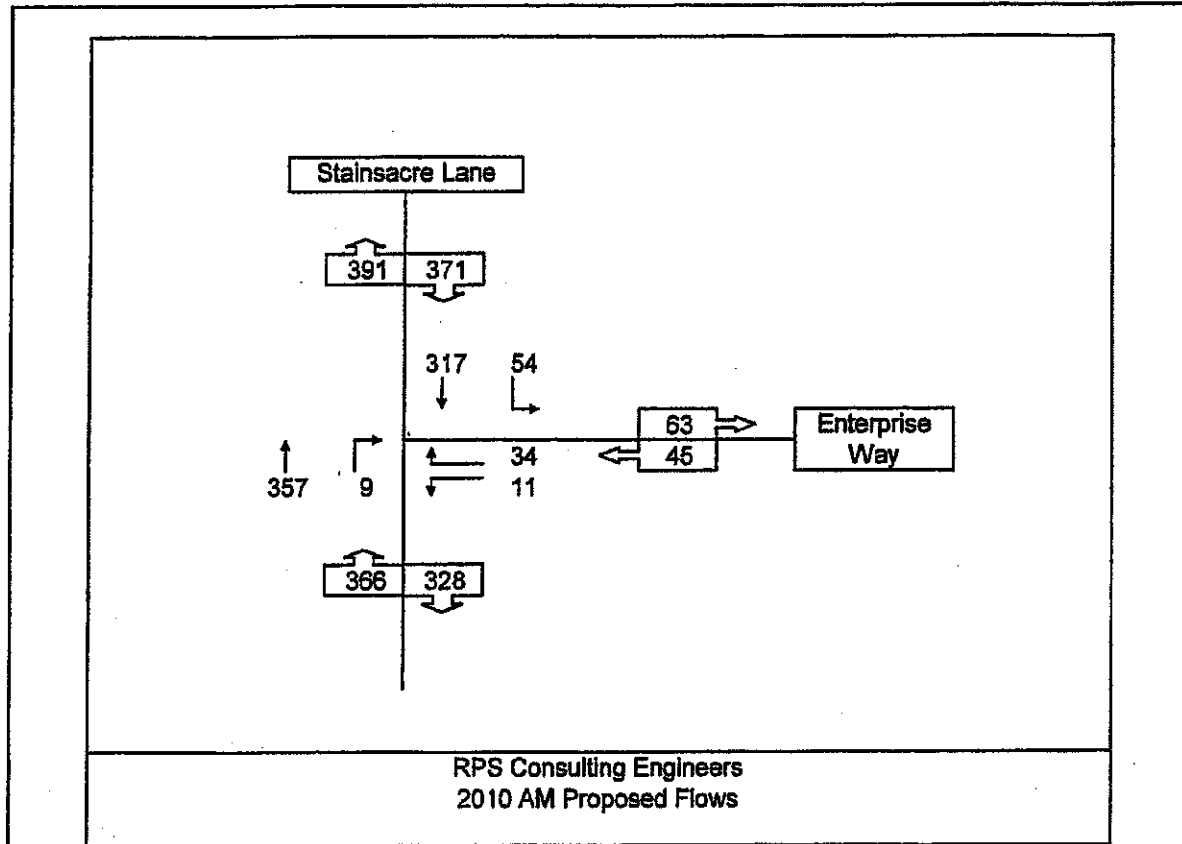 Stainsacre Lane
391 371
317 54
63
45
Enterprise
Way
34
11
357 9
366 328
RPS Consulting Engineers
2010 AM Proposed Flows